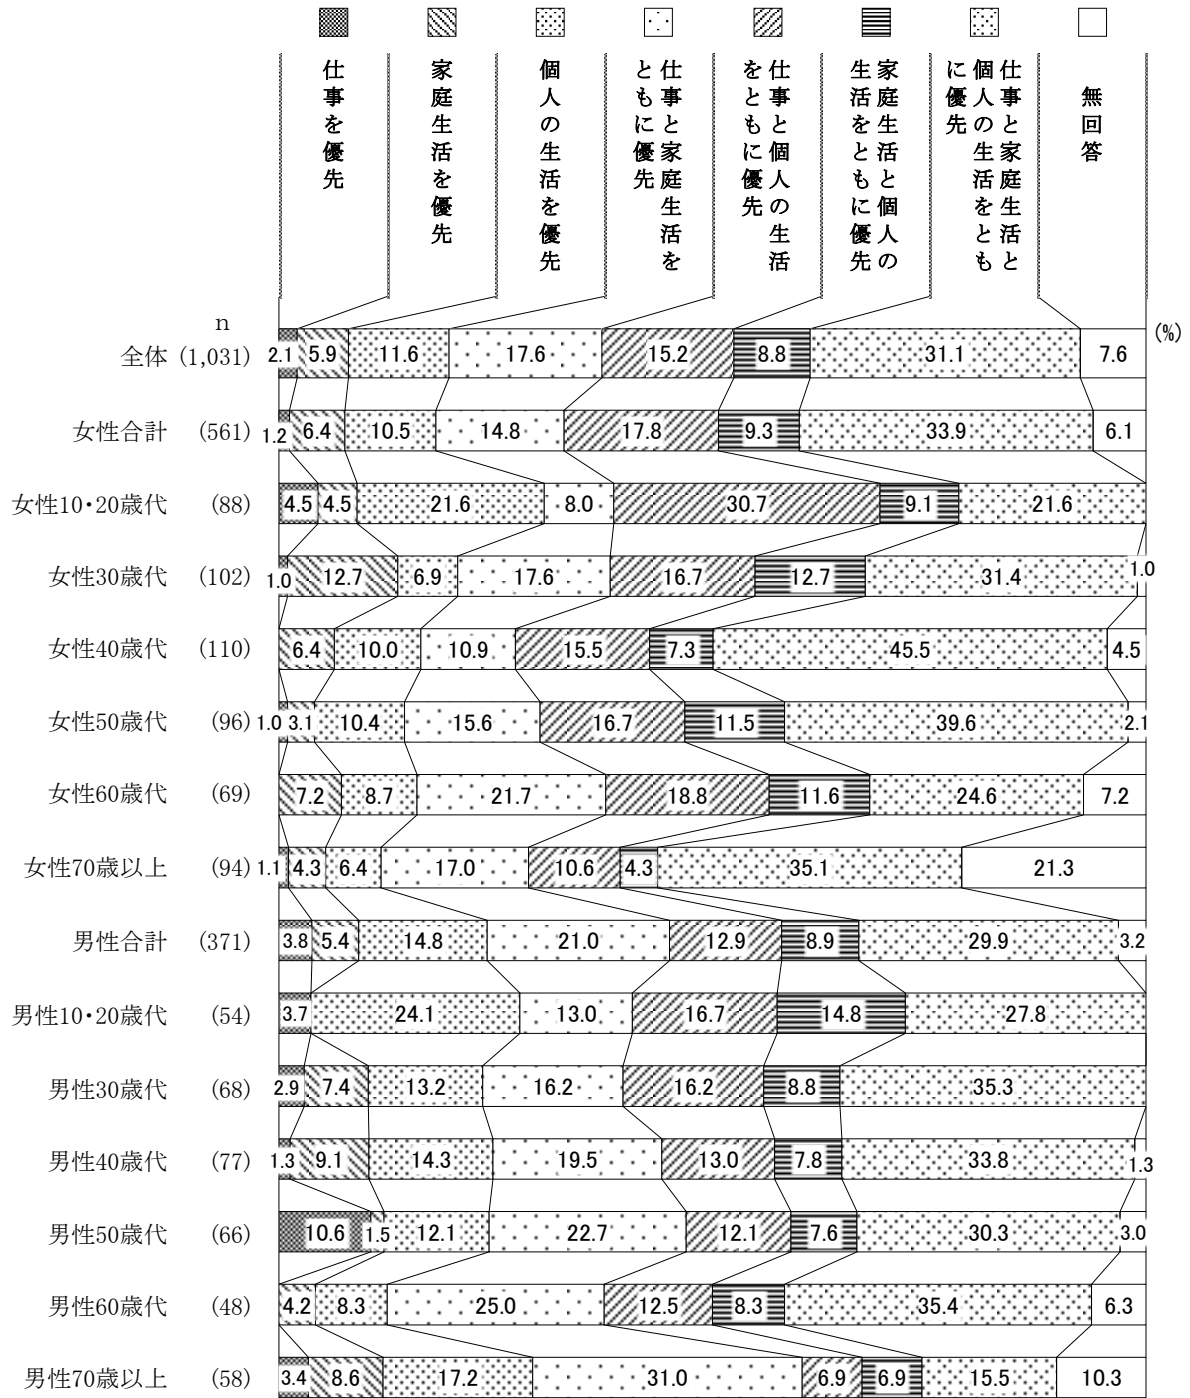 仕事を優先
家庭生活を優先
個人の生活を優先
仕事と家庭生活を
ともに優先
仕事と個人の生活
をともに優先
家庭生活と個人の
生活をともに優先
仕事と家庭生活と
個人の生活をとも
に優先
無回答
n
(%)
全体 (1,031) 2.1 5.9 11.6 17.6 15.2 8.8 31.1 7.6
女性合計 (561) 1.2 6.4 10.5 14.8 17.8 9.3 33.9 6.1
女性10・20歳代 (88) 4.5 4.5 21.6 8.0 30.7 9.1 21.6
女性30歳代 (102) 1.0 12.7 6.9 17.6 16.7 12.7 31.4 1.0
女性40歳代 (110) 6.4 10.0 10.9 15.5 7.3 45.5 4.5
女性50歳代 (96) 1.0 3.1 10.4 15.6 16.7 11.5 39.6 2.1
女性60歳代 (69) 7.2 8.7 21.7 18.8 11.6 24.6 7.2
女性70歳以上 (94) 1.1 4.3 6.4 17.0 10.6 4.3 35.1 21.3
男性合計 (371) 3.8 5.4 14.8 21.0 12.9 8.9 29.9 3.2
男性10・20歳代 (54) 3.7 24.1 13.0 16.7 14.8 27.8
男性30歳代 (68) 2.9 7.4 13.2 16.2 16.2 8.8 35.3
男性40歳代 (77) 1.3 9.1 14.3 19.5 13.0 7.8 33.8 1.3
男性50歳代 (66) 10.6 1.5 12.1 22.7 12.1 7.6 30.3 3.0
男性60歳代 (48) 4.2 8.3 25.0 12.5 8.3 35.4 6.3
男性70歳以上 (58) 3.4 8.6 17.2 31.0 6.9 6.9 15.5 10.3